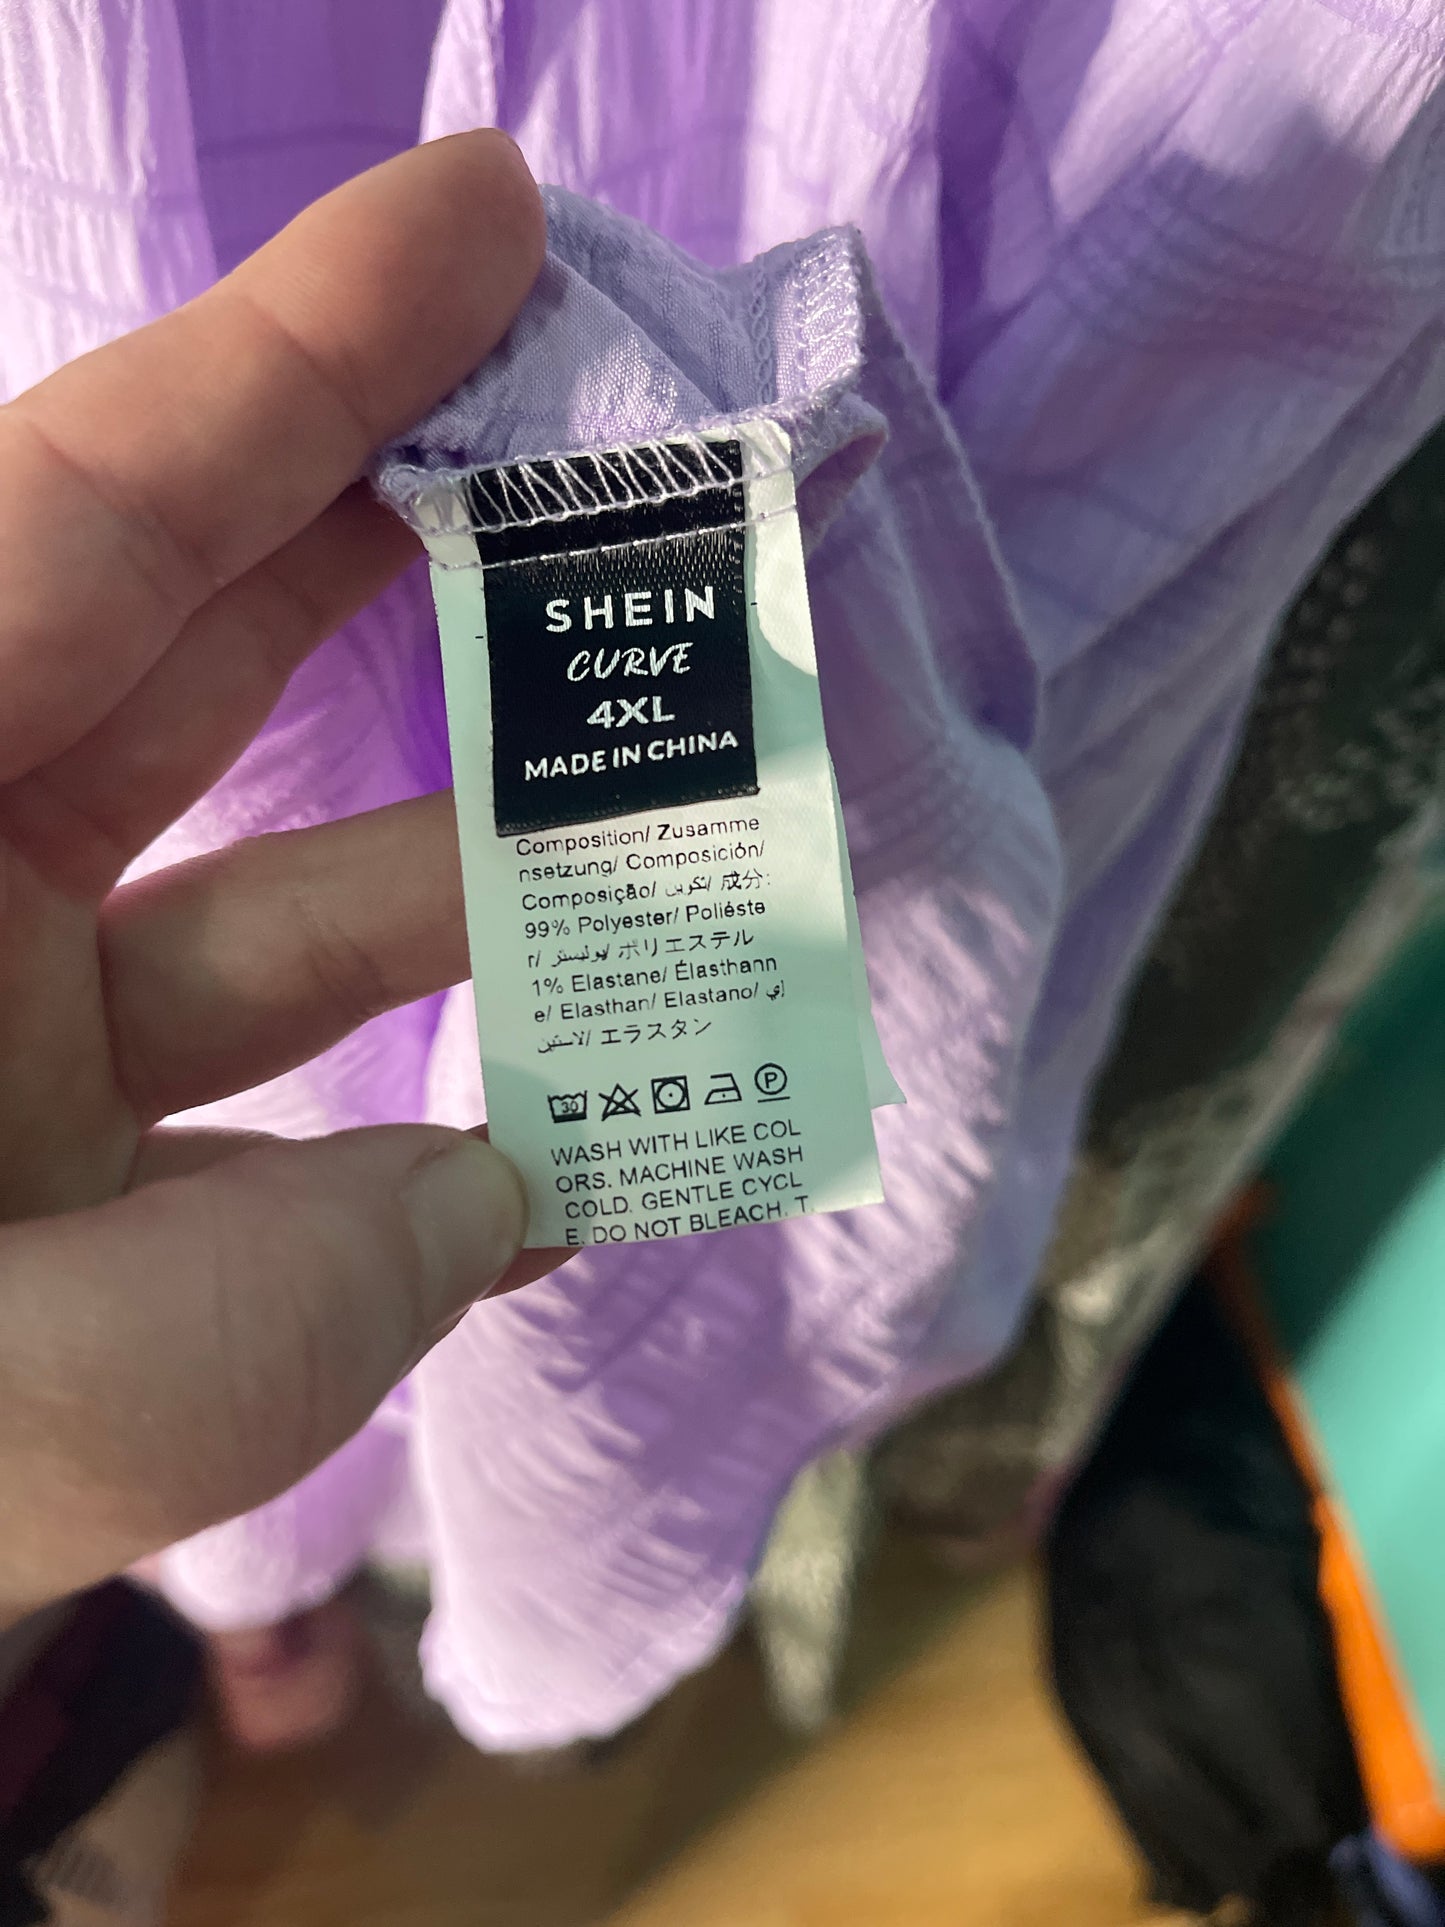 SHEIN
CURVE
4XL
MADE IN CHINA
Composition/ Zusamme
nsetzung/ Composición/
Composição/ تكوين/ 成分:
99% Polyester/ Poliéste
r/ بوليستر/ ポリエステル
1% Elastane/ Élasthann
e/ Elasthan/ Elastano/ إي
لاستين/ エラスタン
30 P
WASH WITH LIKE COL
ORS. MACHINE WASH
COLD. GENTLE CYCL
E. DO NOT BLEACH. T